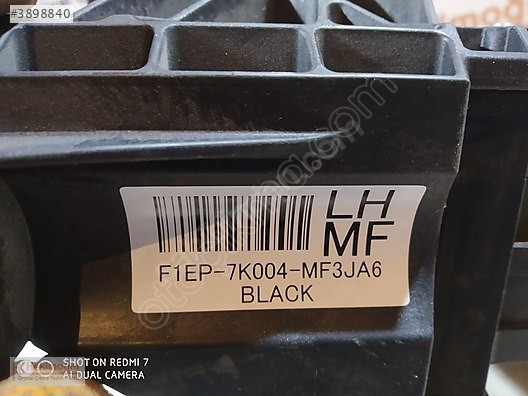 #3898840
LH
MF
F1EP-7K004-MF3JA6
BLACK
SHOT ON REDMI 7
AI DUAL CAMERA